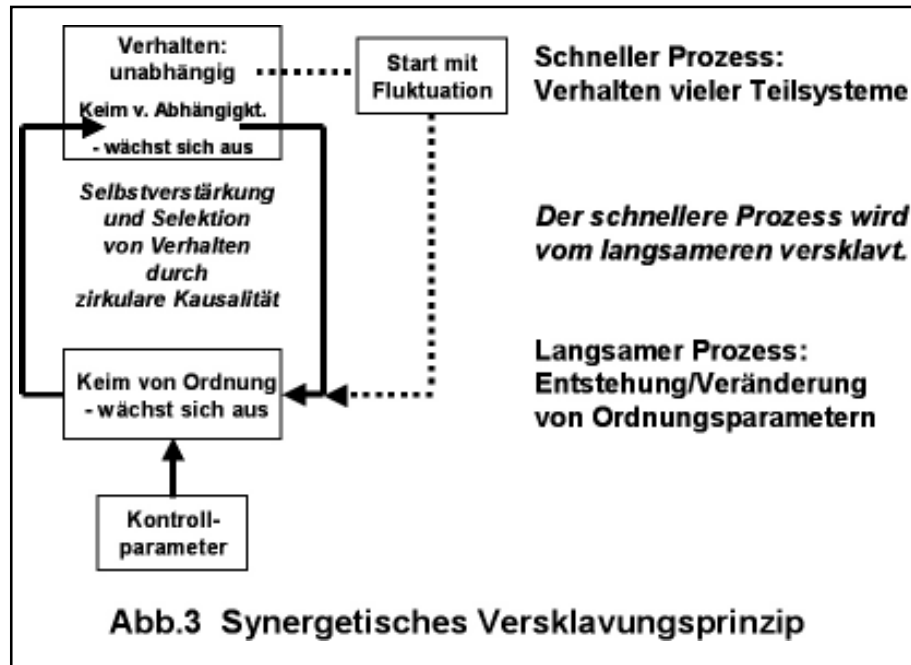 Verhalten:
unabhängig
Keim v. Abhängigkt.
- wächst sich aus
Start mit
Fluktuation
Schneller Prozess:
Verhalten vieler Teilsysteme
Selbstverstärkung
und Selektion
von Verhalten
durch
zirkulare Kausalität
Der schnellere Prozess wird
vom langsameren versklavt.
Keim von Ordnung
- wächst sich aus
Langsamer Prozess:
Entstehung/Veränderung
von Ordnungsparametern
Kontroll-
parameter
Abb.3 Synergetisches Versklavungsprinzip